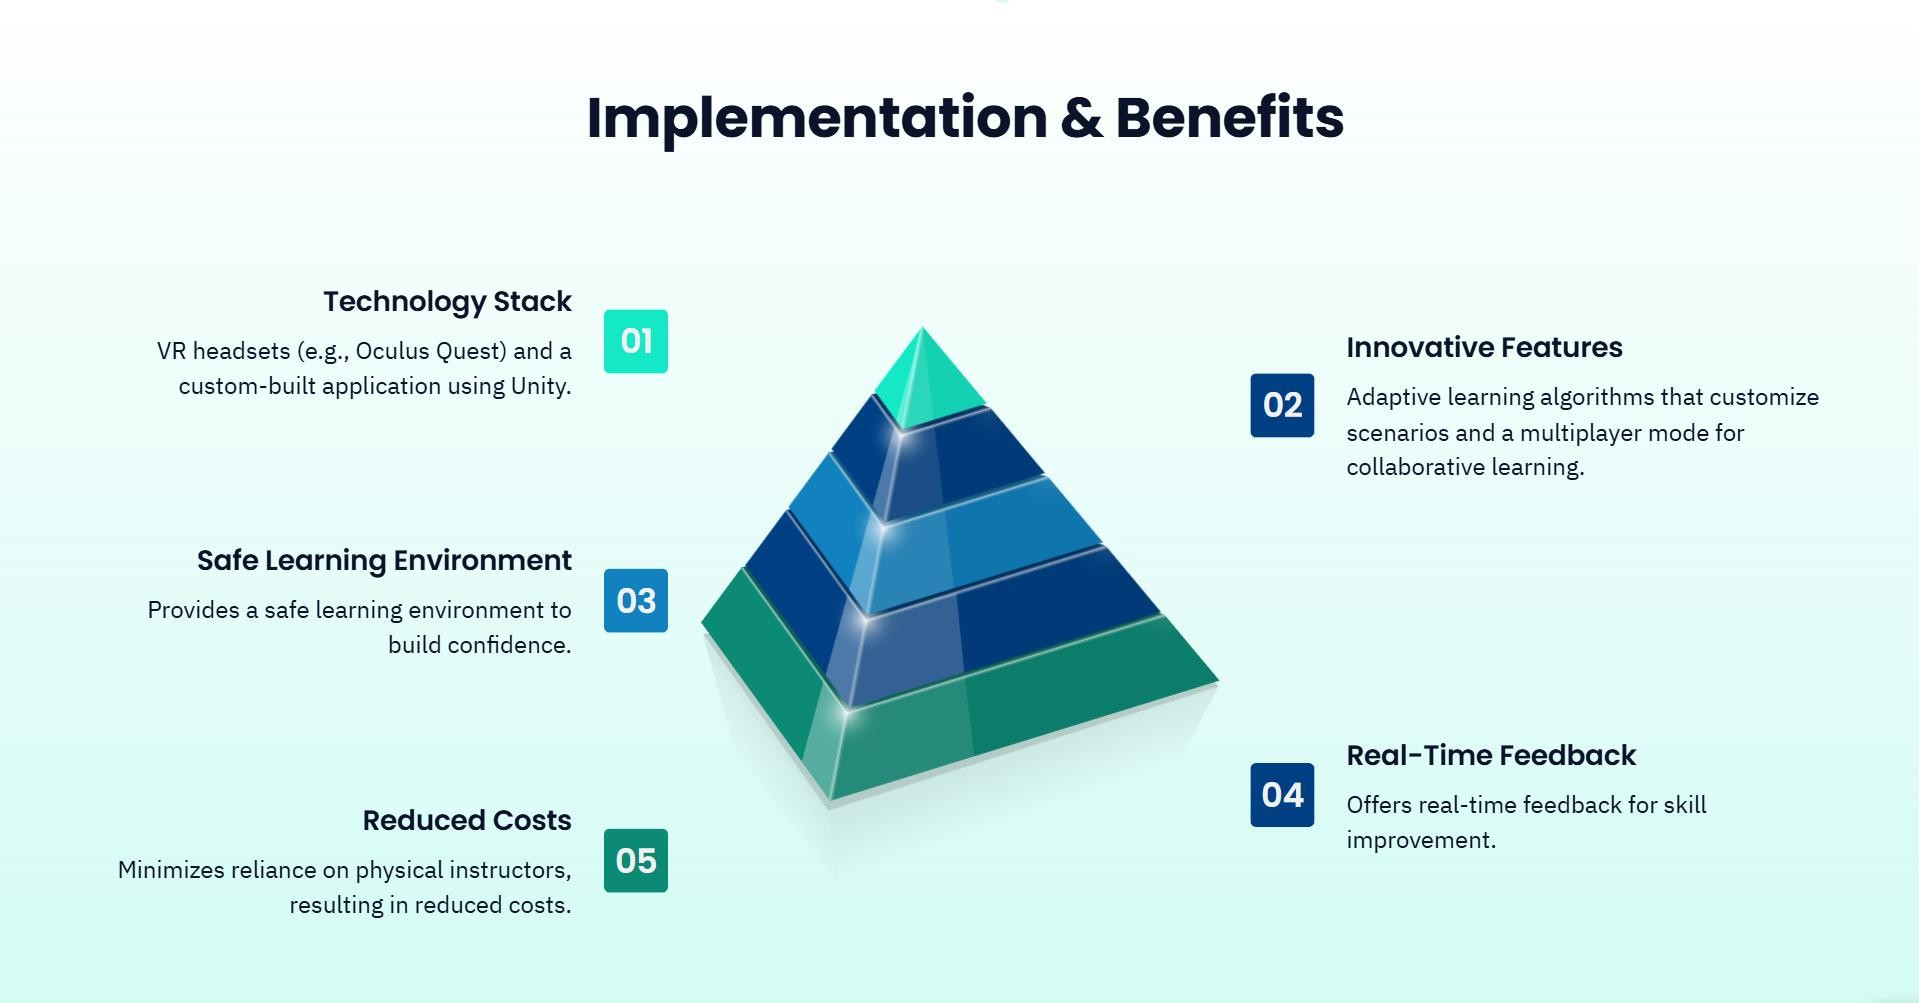 Implementation & Benefits
Technology Stack
VR headsets (e.g., Oculus Quest) and a
custom-built application using Unity.
01
02
Innovative Features
Adaptive learning algorithms that customize
scenarios and a multiplayer mode for
collaborative learning.
Safe Learning Environment
Provides a safe learning environment to
build confidence.
03
04
Real-Time Feedback
Offers real-time feedback for skill
improvement.
Reduced Costs
Minimizes reliance on physical instructors,
resulting in reduced costs.
05